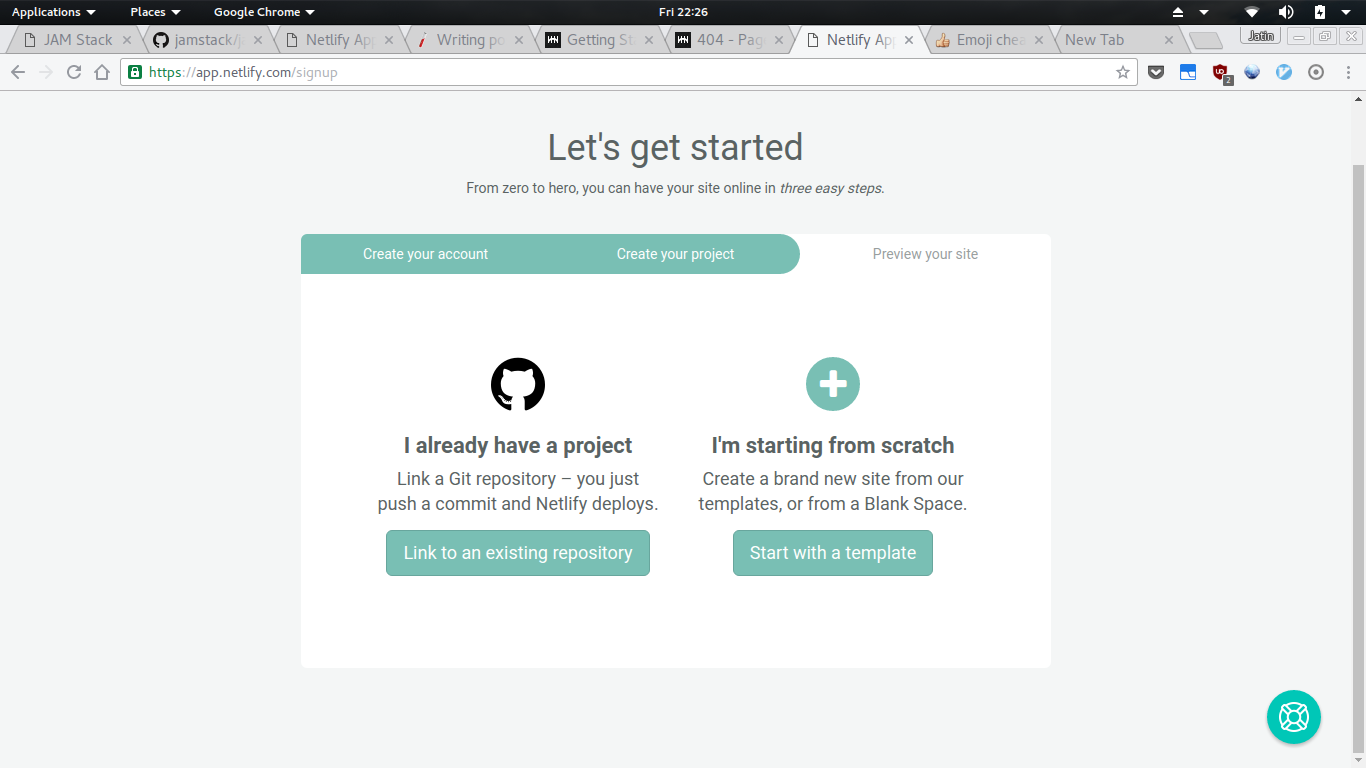 Applications Places Google Chrome Fri 22:26
JAM Stack jamstack/j Netlify App Writing po Getting St 404 - Pag Netlify App Emoji chea New Tab Jatin
https://app.netlify.com/signup
2
Let's get started
From zero to hero, you can have your site online in three easy steps.
Create your account Create your project Preview your site
I already have a project
Link a Git repository – you just
push a commit and Netlify deploys.
Link to an existing repository
I'm starting from scratch
Create a brand new site from our
templates, or from a Blank Space.
Start with a template